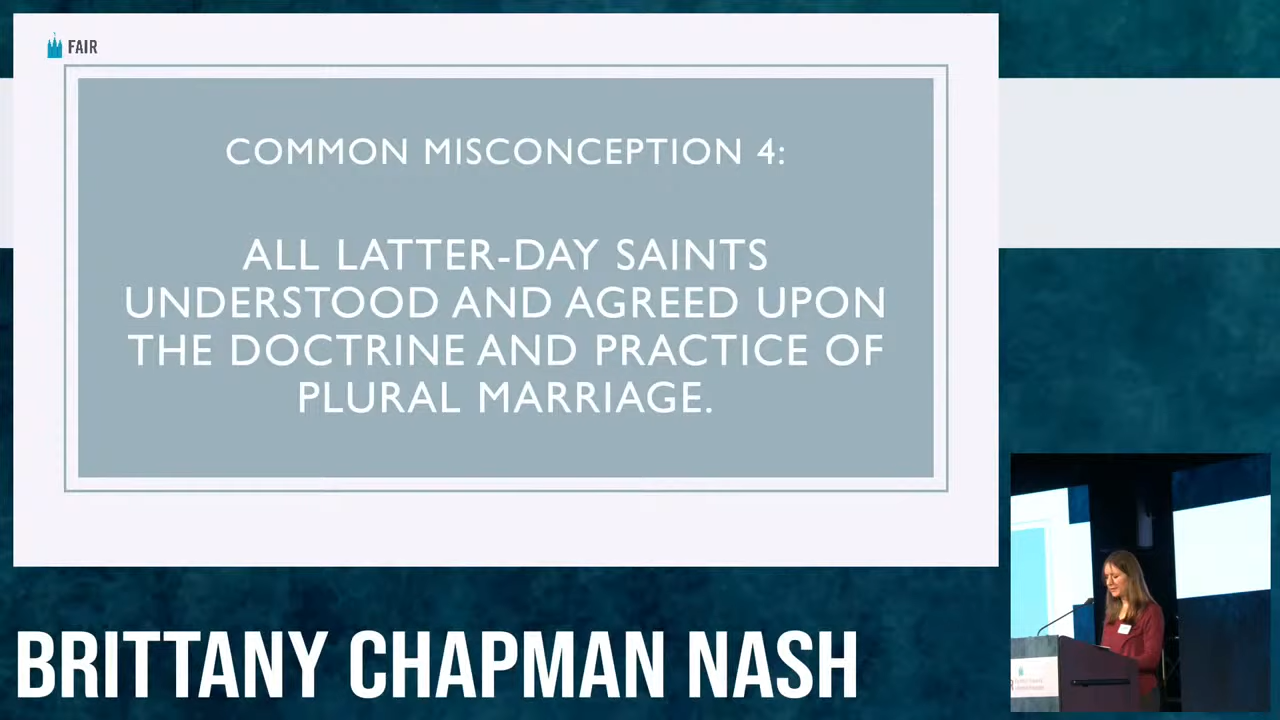 FAIR
COMMON MISCONCEPTION 4:
ALL LATTER-DAY SAINTS
UNDERSTOOD AND AGREED UPON
THE DOCTRINE AND PRACTICE OF
PLURAL MARRIAGE.
BRITTANY CHAPMAN NASH